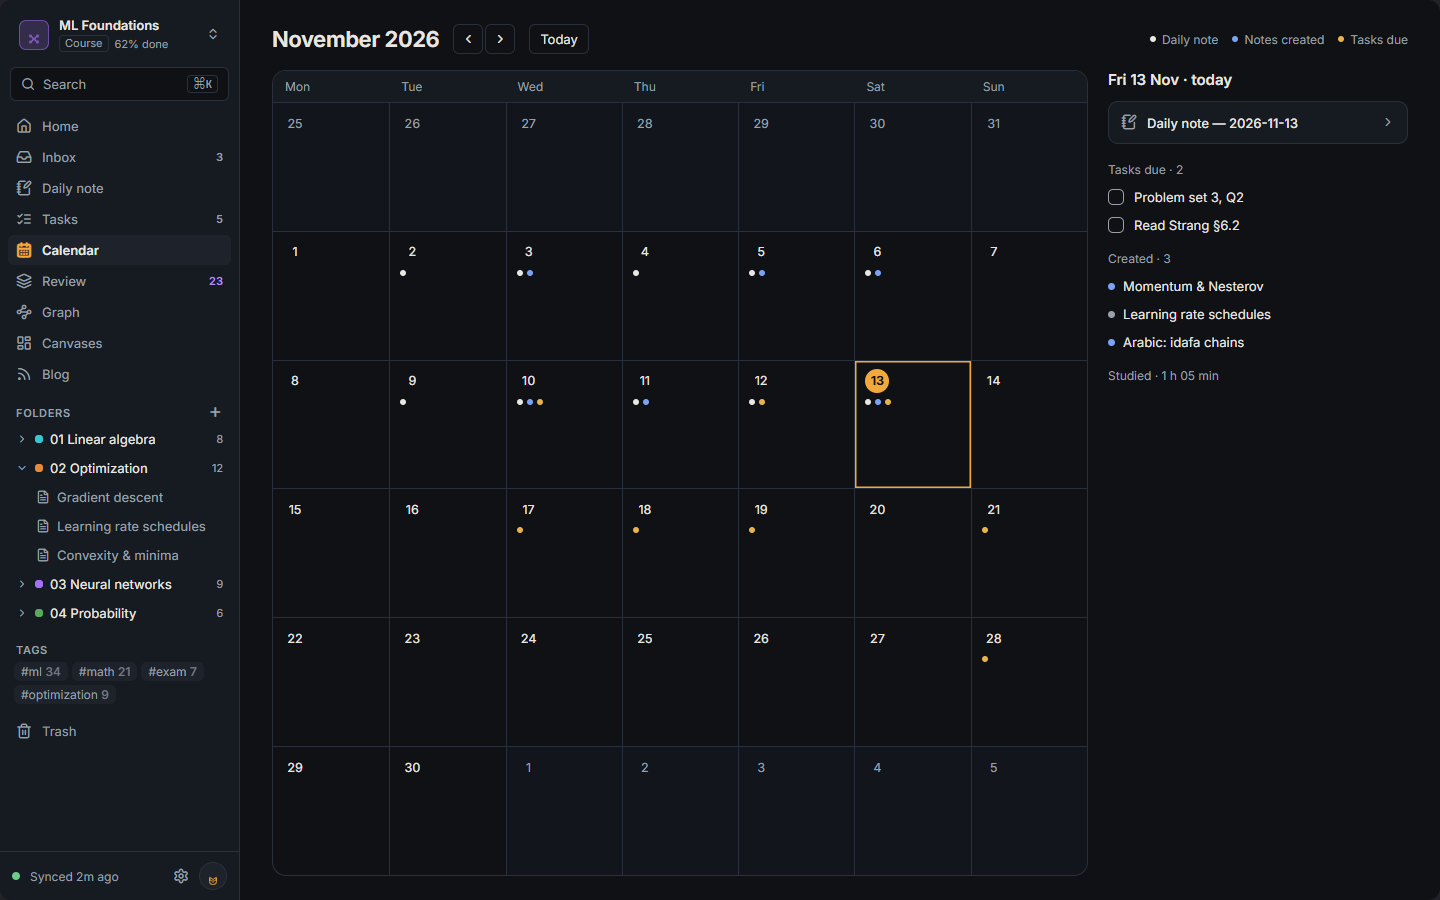 ML Foundations
Course 62% done
Search ⌘K
Home
Inbox 3
Daily note
Tasks 5
Calendar
Review 23
Graph
Canvases
Blog
FOLDERS
01 Linear algebra 8
02 Optimization 12
Gradient descent
Learning rate schedules
Convexity & minima
03 Neural networks 9
04 Probability 6
TAGS
#ml 34 #math 21 #exam 7
#optimization 9
Trash
Synced 2m ago
November 2026 Today
Daily note Notes created Tasks due
Mon Tue Wed Thu Fri Sat Sun
25 26 27 28 29 30 31
1 2 3 4 5 6 7
8 9 10 11 12 13 14
15 16 17 18 19 20 21
22 23 24 25 26 27 28
29 30 1 2 3 4 5
Fri 13 Nov · today
Daily note — 2026-11-13
Tasks due · 2
Problem set 3, Q2
Read Strang §6.2
Created · 3
Momentum & Nesterov
Learning rate schedules
Arabic: idafa chains
Studied · 1 h 05 min